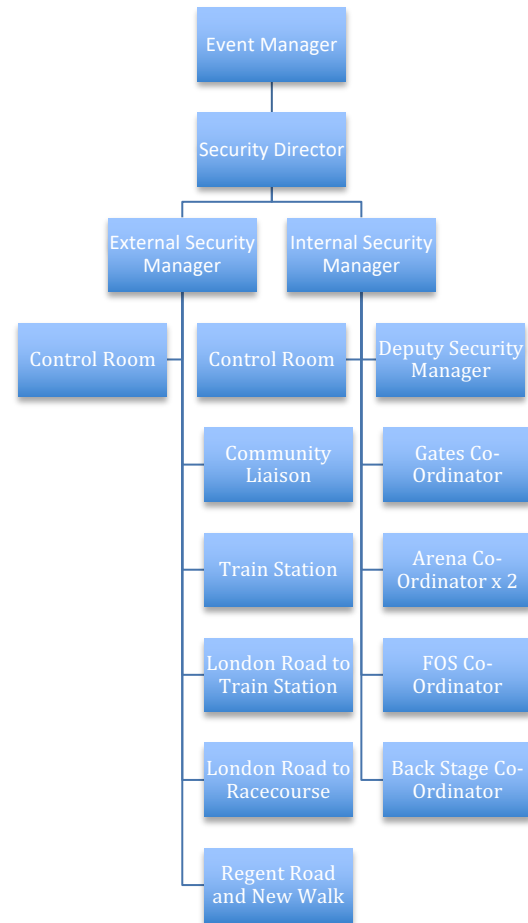 Event Manager
Security Director
External Security
Manager
Internal Security
Manager
Control Room
Control Room
Deputy Security
Manager
Community
Liaison
Gates Co-
Ordinator
Train Station
Arena Co-
Ordinator x 2
London Road to
Train Station
FOS Co-
Ordinator
London Road to
Racecourse
Back Stage Co-
Ordinator
Regent Road
and New Walk